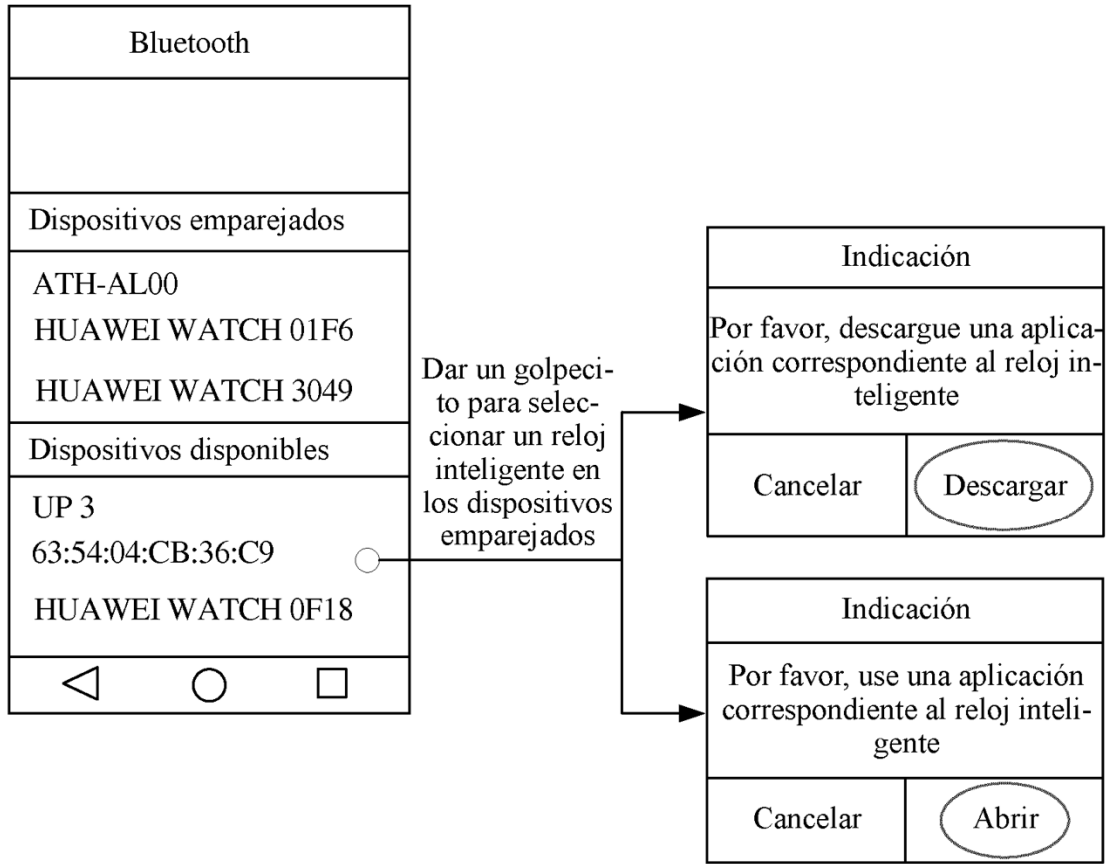 Bluetooth
Dispositivos emparejados
ATH-AL00
HUAWEI WATCH 01F6
HUAWEI WATCH 3049
Dispositivos disponibles
UP 3
63:54:04:CB:36:C9
HUAWEI WATCH 0F18
Dar un golpeci-
to para selec-
cionar un reloj
inteligente en
los dispositivos
emparejados
Indicación
Por favor, descargue una aplica-
ción correspondiente al reloj in-
teligente
Cancelar
Descargar
Indicación
Por favor, use una aplicación
correspondiente al reloj inteli-
gente
Cancelar
Abrir